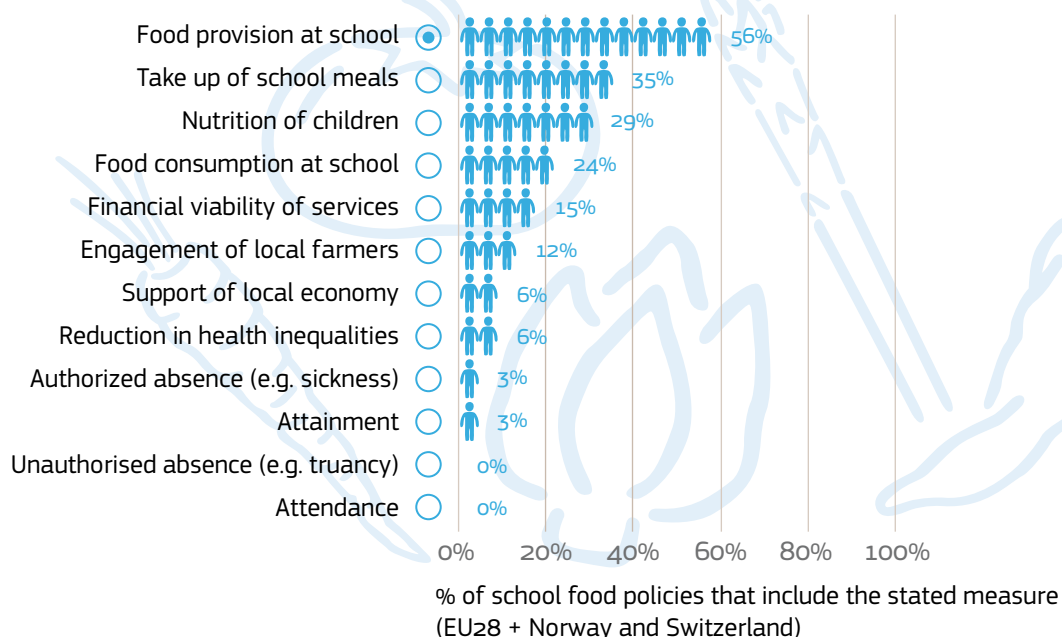 Food provision at school 56%
Take up of school meals 35%
Nutrition of children 29%
Food consumption at school 24%
Financial viability of services 15%
Engagement of local farmers 12%
Support of local economy 6%
Reduction in health inequalities 6%
Authorized absence (e.g. sickness) 3%
Attainment 3%
Unauthorised absence (e.g. truancy) 0%
Attendance 0%
0% 20% 40% 60% 80% 100%
% of school food policies that include the stated measure
(EU28 + Norway and Switzerland)